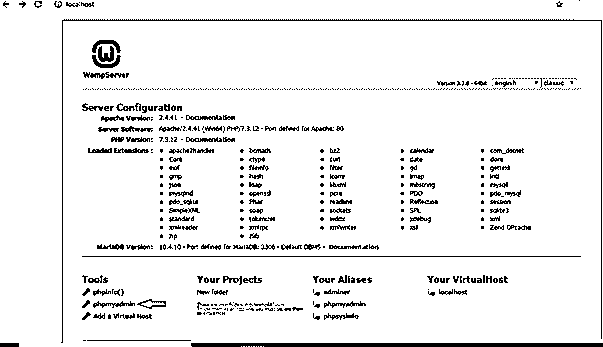 localhost
WampServer
Version 3.2.0 - 64bit english classic
Server Configuration
Apache Version: 2.4.41 - Documentation
Server Software: Apache/2.4.41 (Win64) PHP/7.3.12 - Port defined for Apache: 80
PHP Version: 7.3.12 - Documentation
Loaded Extensions : apache2handler bcmath bz2 calendar com_dotnet
Core ctype curl date dom
exif fileinfo filter gd gettext
gmp hash iconv imap intl
json ldap libxml mbstring mysqli
mysqlnd openssl pcre PDO pdo_mysql
pdo_sqlite Phar readline Reflection session
SimpleXML soap sockets SPL sqlite3
standard tokenizer wddx xdebug xml
xmlreader xmlrpc xmlwriter xsl Zend OPcache
zip zlib
MariaDB Version: 10.4.10 - Port defined for MariaDB: 3306 - Default DBMS - Documentation
Tools Your Projects Your Aliases Your VirtualHost
phpinfo() New folder adminer localhost
phpmyadmin phpmyadmin
Add a Virtual Host phpsysinfo